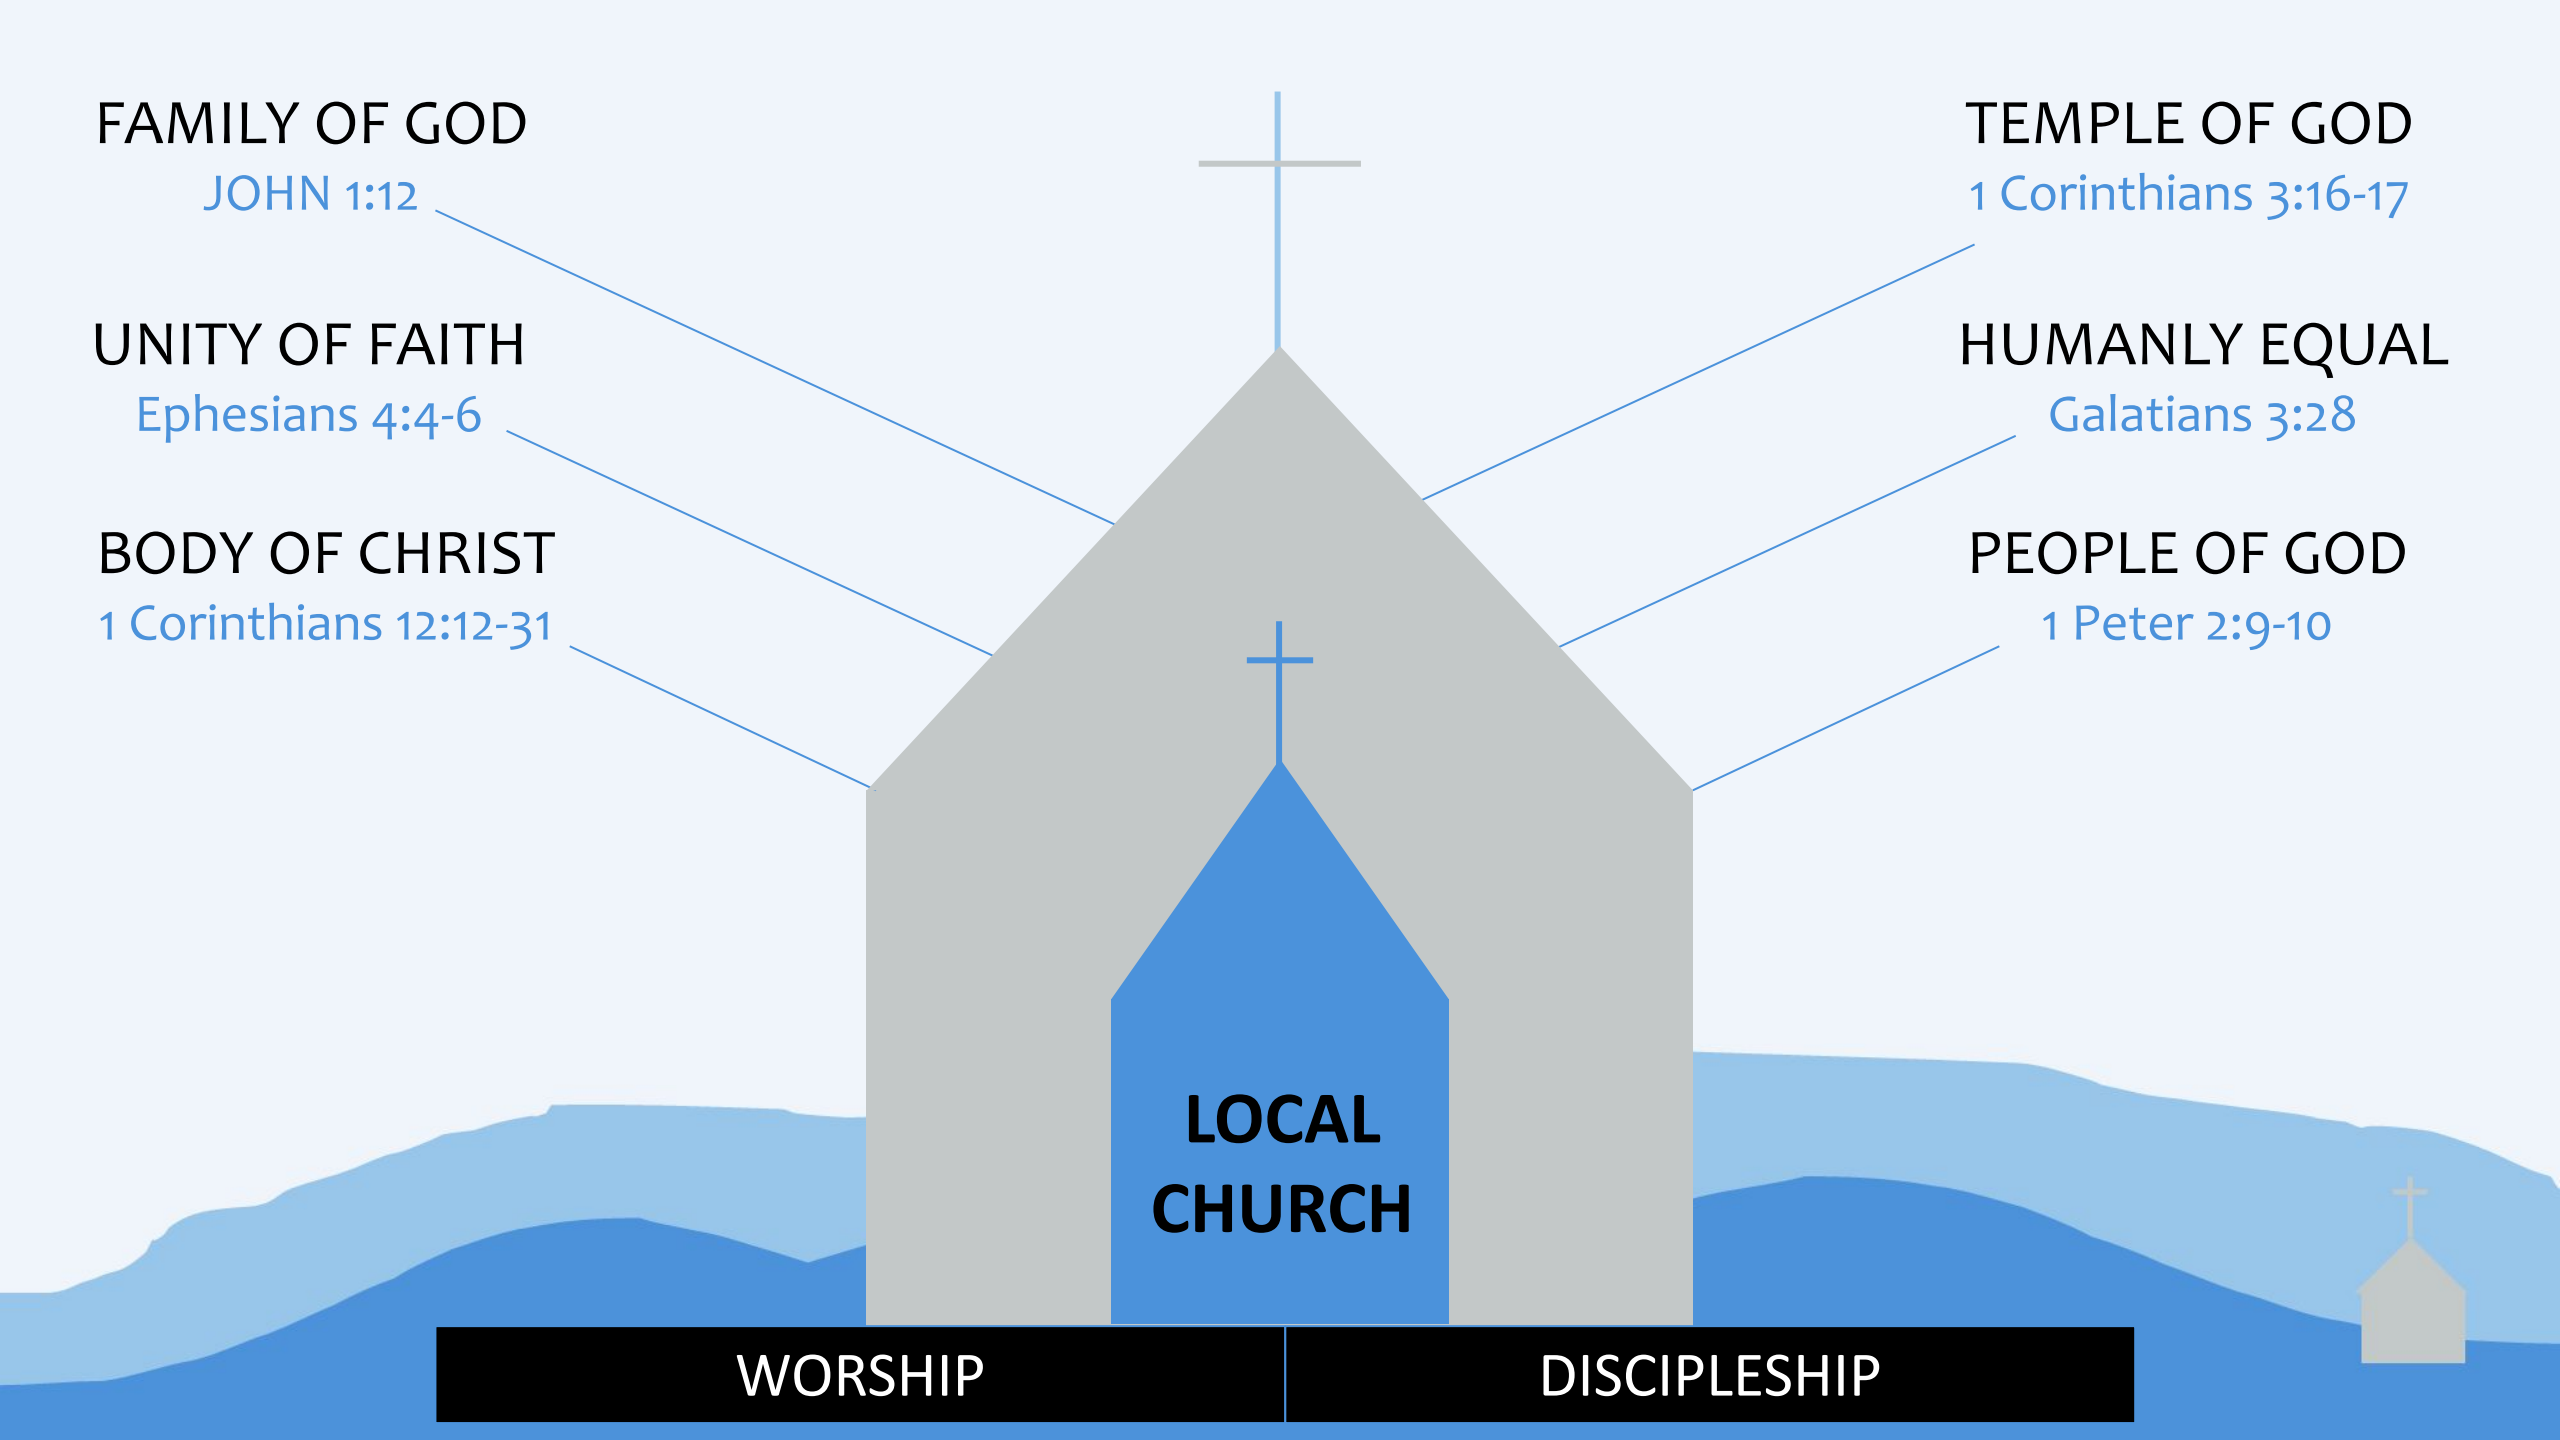 FAMILY OF GOD
JOHN 1:12
UNITY OF FAITH
Ephesians 4:4-6
BODY OF CHRIST
1 Corinthians 12:12-31
TEMPLE OF GOD
1 Corinthians 3:16-17
HUMANLY EQUAL
Galatians 3:28
PEOPLE OF GOD
1 Peter 2:9-10
LOCAL
CHURCH
WORSHIP
DISCIPLESHIP